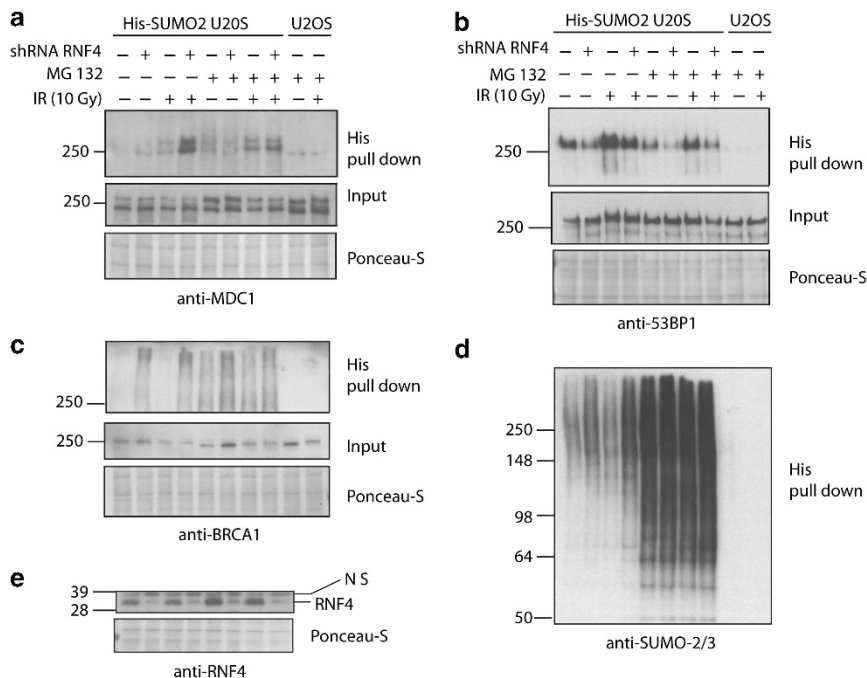 a
His-SUMO2 U20S U2OS
shRNA RNF4 – + – + – + – + – –
MG 132 – – – – + + + + + +
IR (10 Gy) – – + + – – + + – +
250
His
pull down
250
Input
Ponceau-S
anti-MDC1
b
His-SUMO2 U20S U2OS
shRNA RNF4 – + – + – + – + – –
MG 132 – – – – + + + + + +
IR (10 Gy) – – + + – – + + – +
250
His
pull down
250
Input
Ponceau-S
anti-53BP1
c
250
His
pull down
250
Input
Ponceau-S
anti-BRCA1
d
250
148
98
64
50
His
pull down
anti-SUMO-2/3
e
39
28
N S
RNF4
Ponceau-S
anti-RNF4